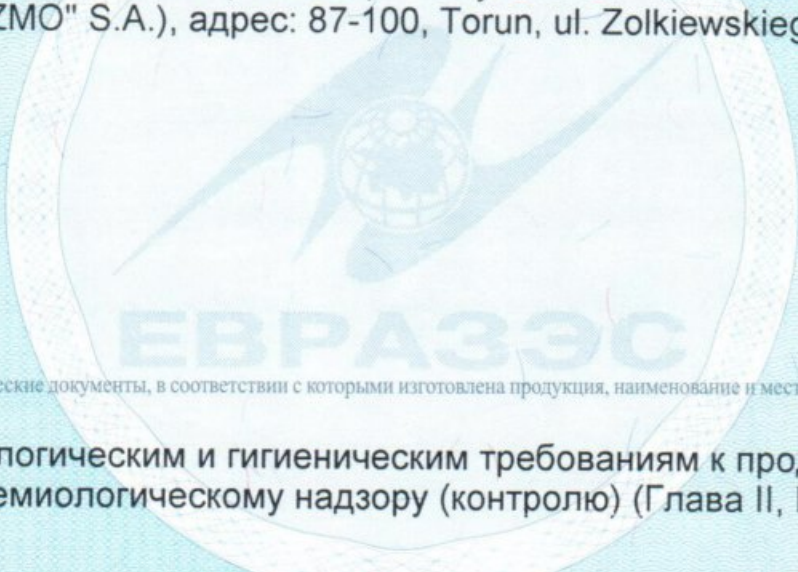 ZMO" S.A.), адрес: 87-100, Torun, ul. Zolkiewskieg
ЕВРАЗЭС
еские документы, в соответствии с которыми изготовлена продукция, наименование и мест
логическим и гигиеническим требованиям к прод
емиологическому надзору (контролю) (Глава II,